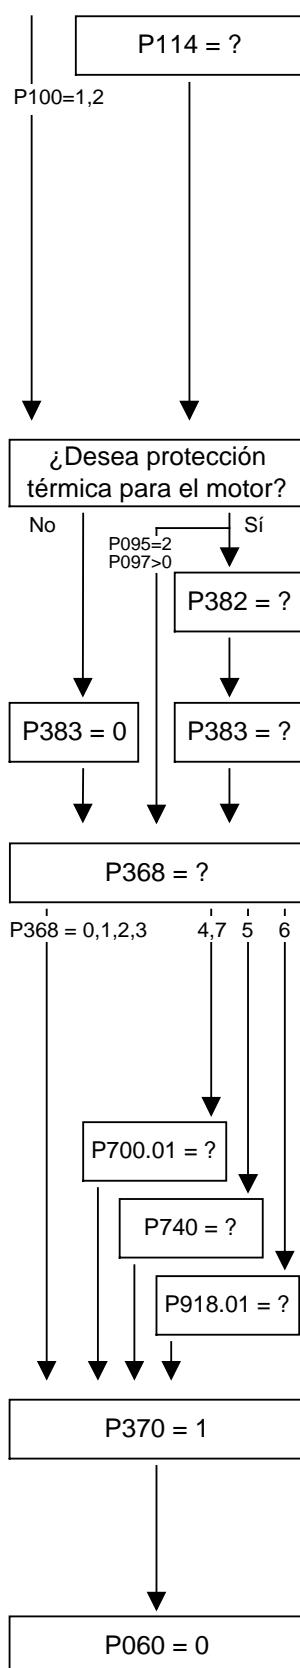 P114 = ?
P100=1,2
¿Desea protección
térmica para el motor?
No
Sí
P095=2
P097>0
P382 = ?
P383 = 0
P383 = ?
P368 = ?
P368 = 0,1,2,3
4,7
5
6
P700.01 = ?
P740 = ?
P918.01 = ?
P370 = 1
P060 = 0